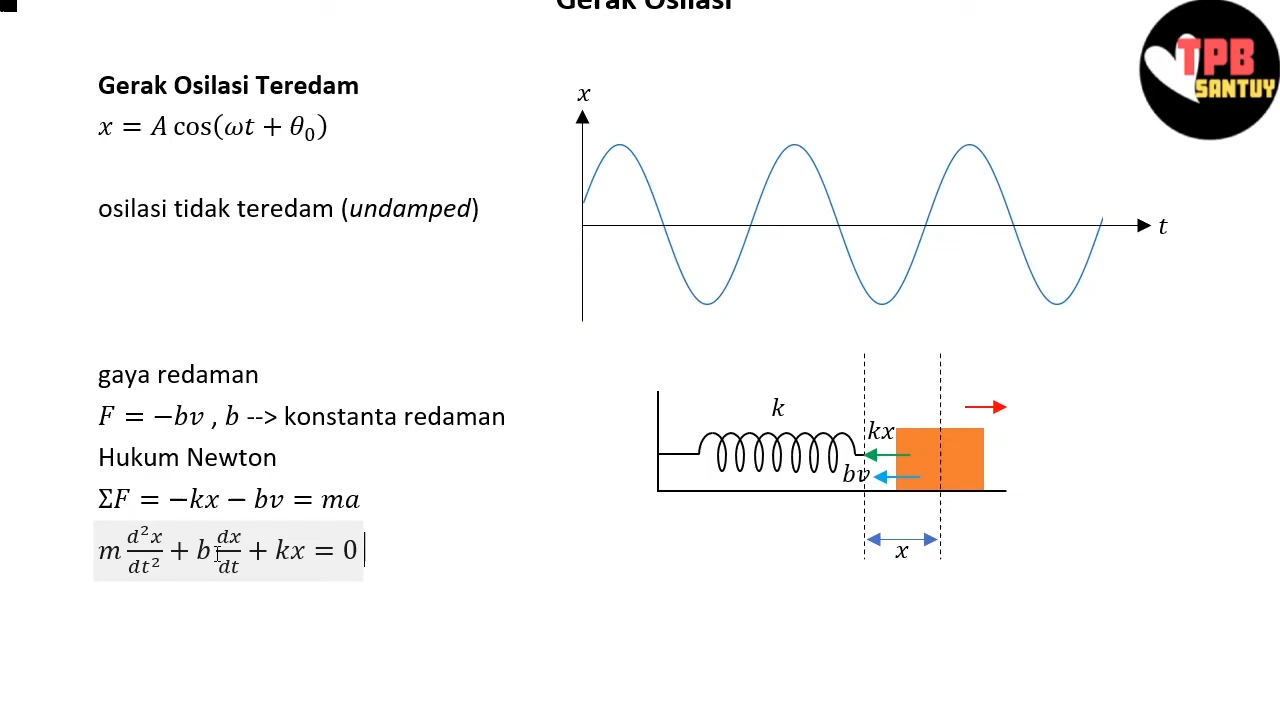 Gerak Osilasi
TPB
SANTUY
Gerak Osilasi Teredam
x = A cos(ωt + θ₀)
osilasi tidak teredam (undamped)
x
t
gaya redaman
F = −bv , b --> konstanta redaman
Hukum Newton
ΣF = −kx − bv = ma
m d²x/dt² + b dx/dt + kx = 0
k
kx
bv
x